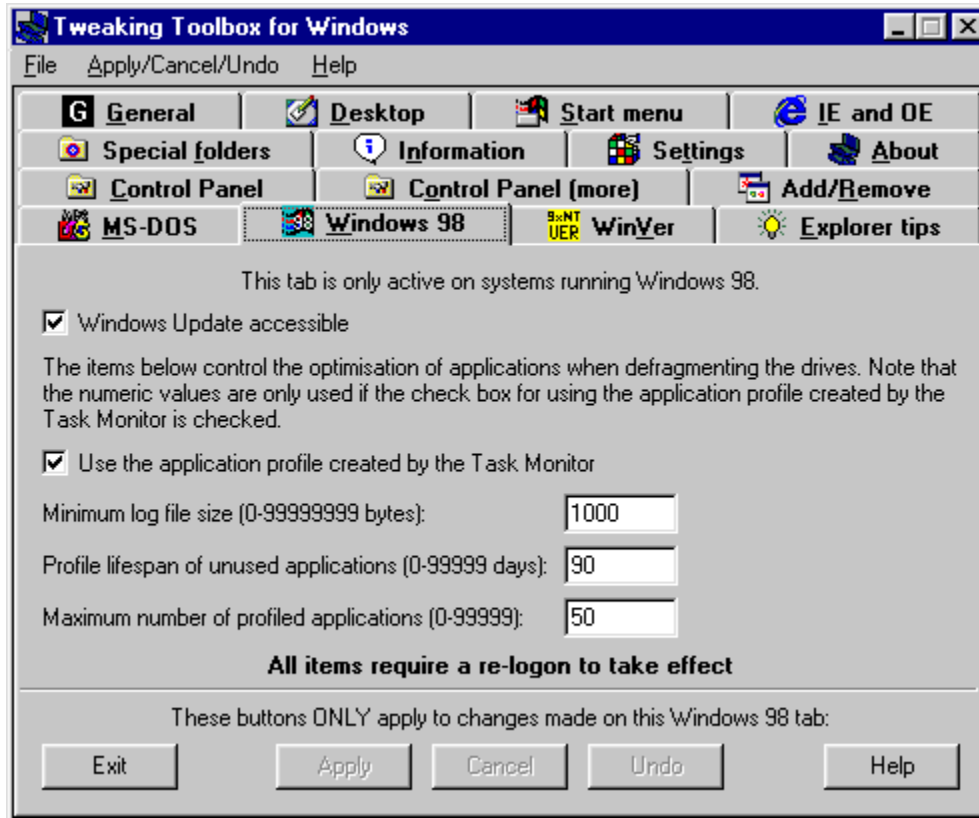 Tweaking Toolbox for Windows
File Apply/Cancel/Undo Help
G General Desktop Start menu IE and OE
Special folders Information Settings About
Control Panel Control Panel (more) Add/Remove
MS-DOS Windows 98 9xNT VER WinVer Explorer tips
This tab is only active on systems running Windows 98.
Windows Update accessible
The items below control the optimisation of applications when defragmenting the drives. Note that
the numeric values are only used if the check box for using the application profile created by the
Task Monitor is checked.
Use the application profile created by the Task Monitor
Minimum log file size (0-99999999 bytes): 1000
Profile lifespan of unused applications (0-99999 days): 90
Maximum number of profiled applications (0-99999): 50
All items require a re-logon to take effect
These buttons ONLY apply to changes made on this Windows 98 tab:
Exit Apply Cancel Undo Help